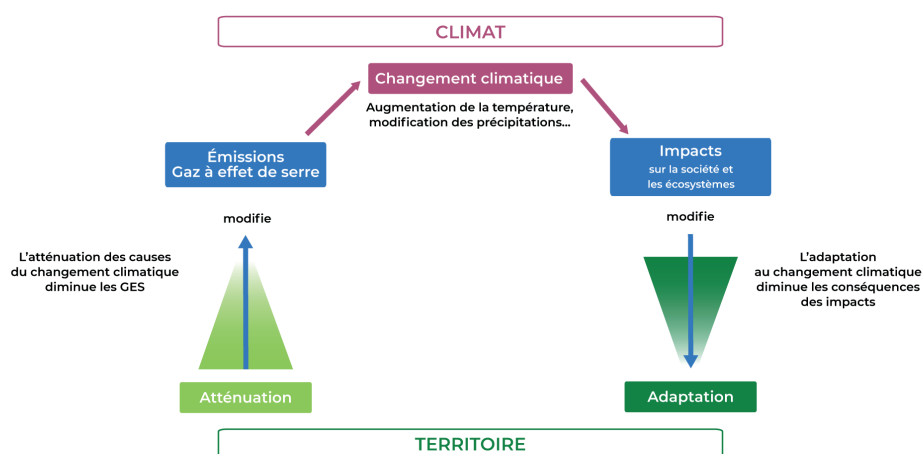 CLIMAT
Changement climatique
Augmentation de la température,
modification des précipitations...
Émissions
Gaz à effet de serre
Impacts
sur la société et
les écosystèmes
modifie
modifie
L'atténuation des causes
du changement climatique
diminue les GES
L'adaptation
au changement climatique
diminue les conséquences
des impacts
Atténuation
Adaptation
TERRITOIRE